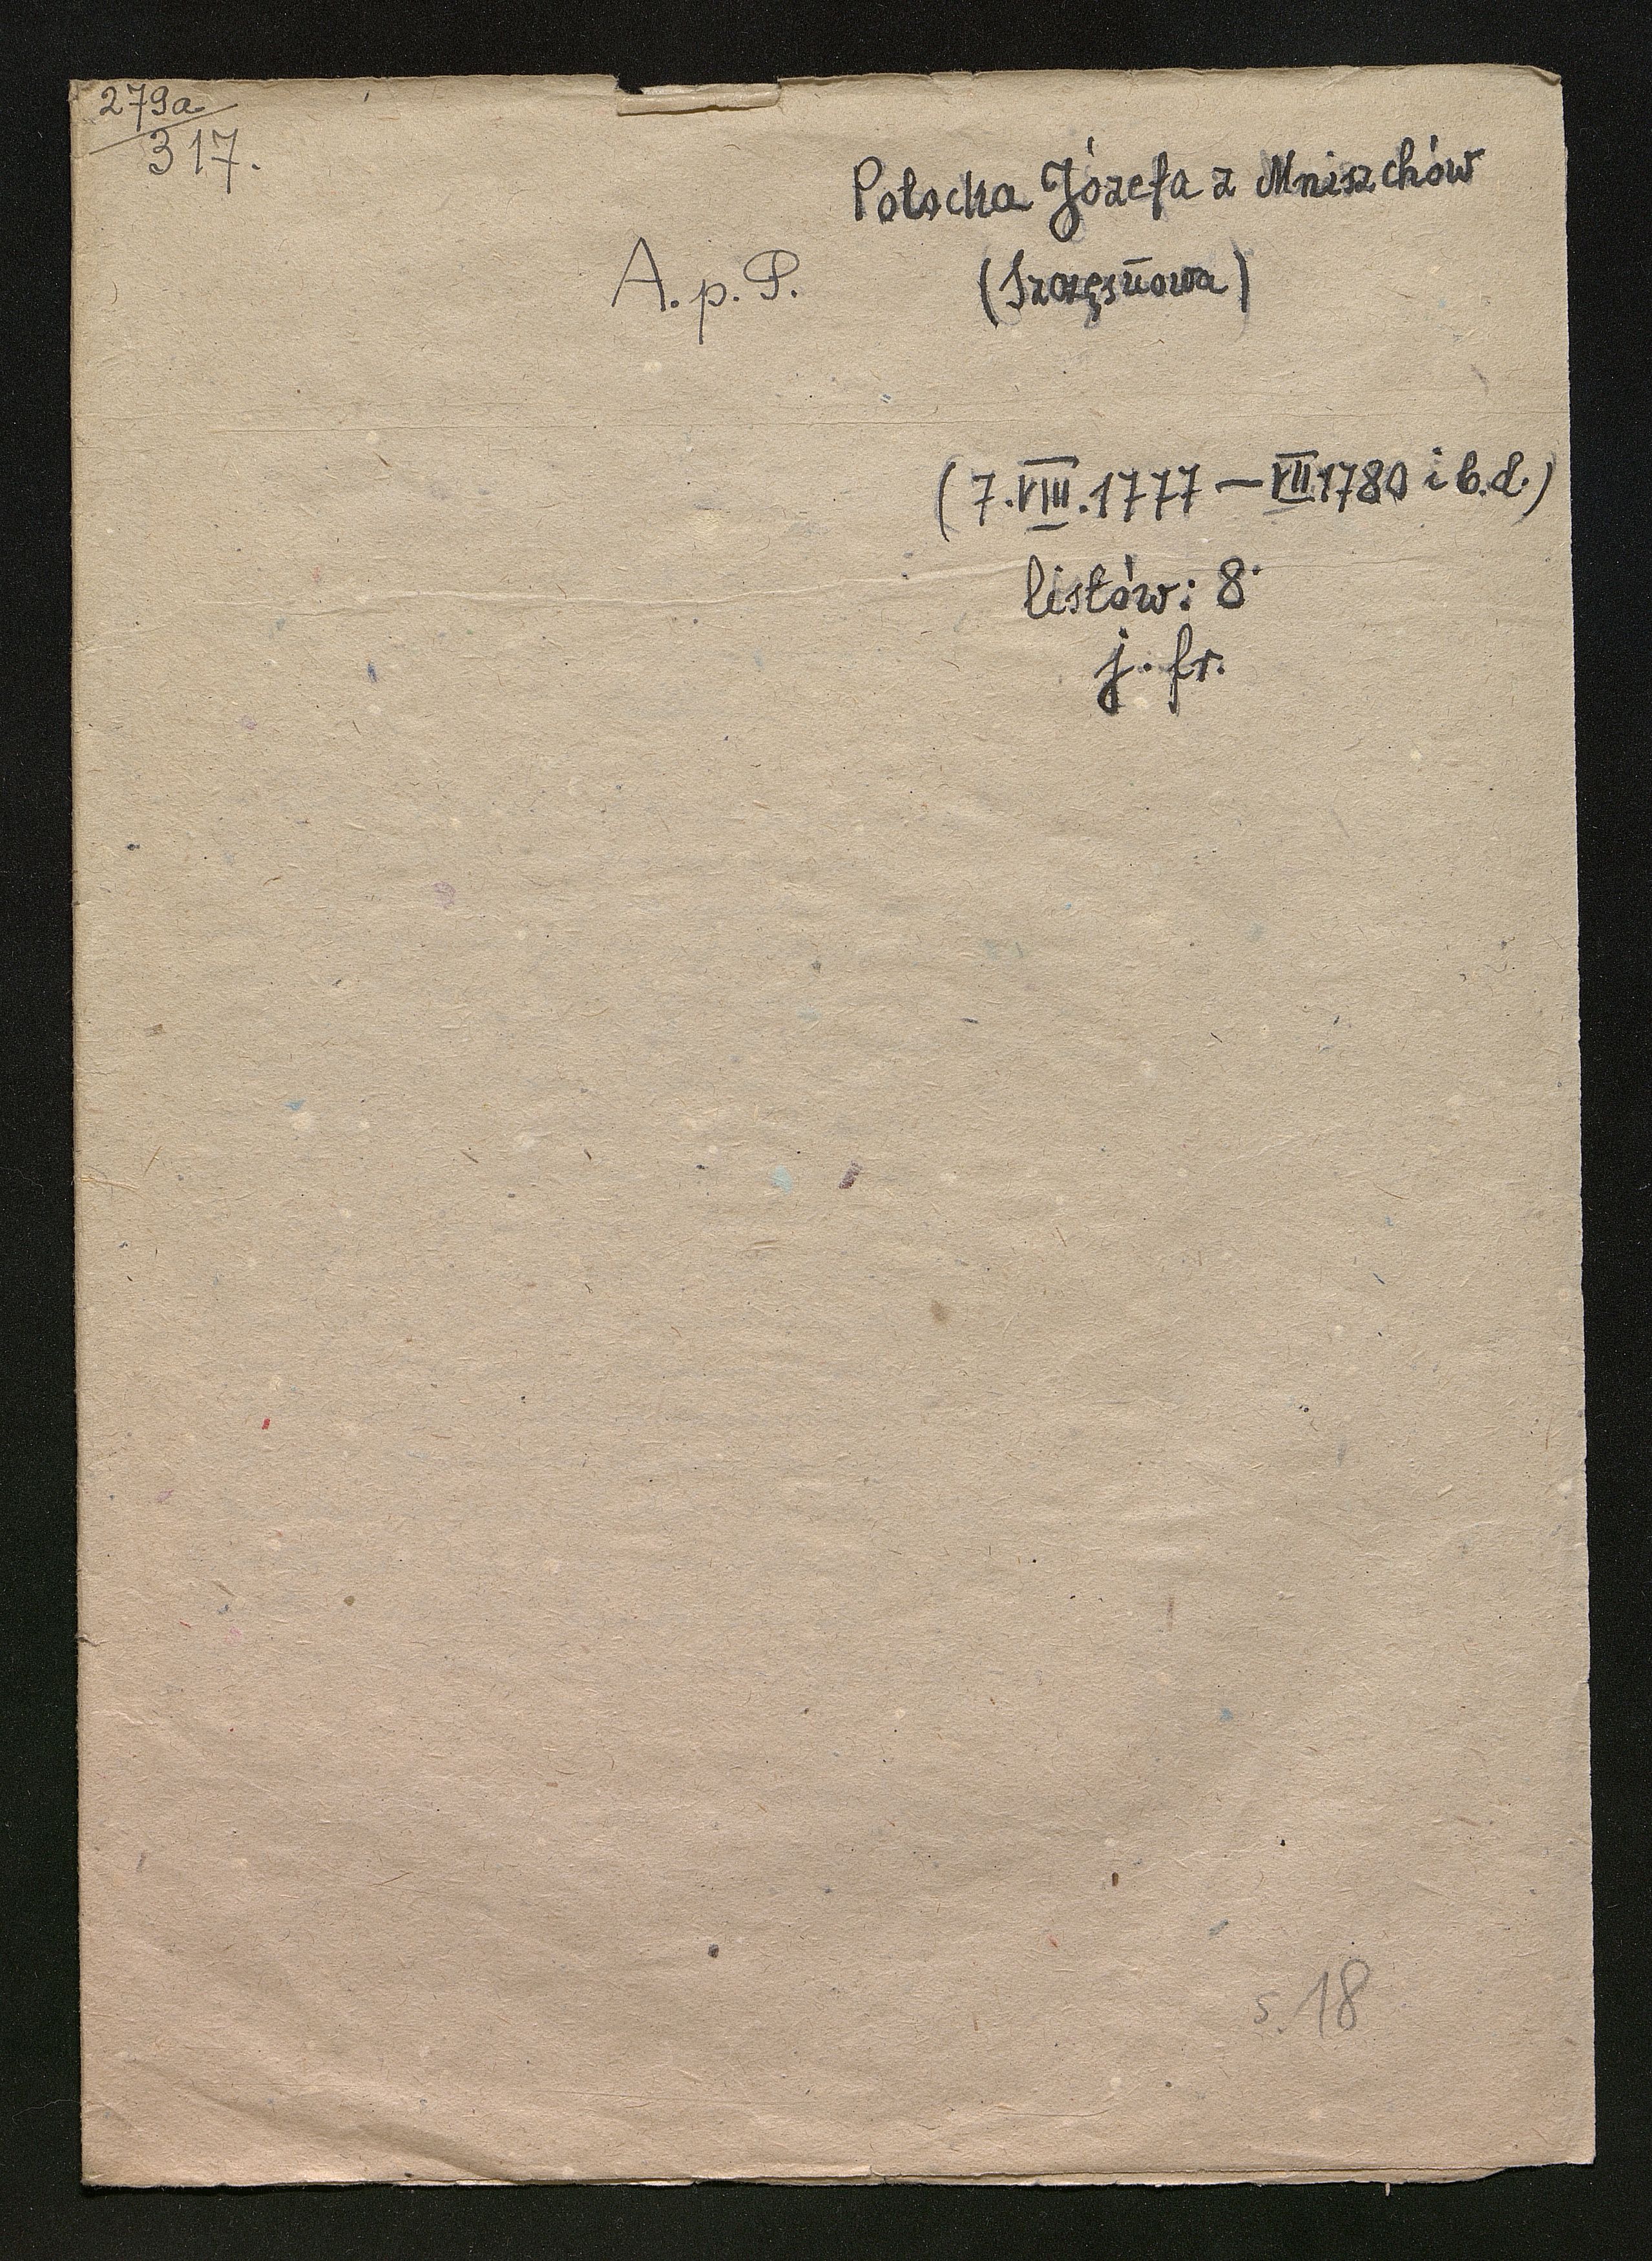 279a
317.
Potocka Józefa z Mniszchów
A. p. P.
(Szczęsnowa)
(7.VIII.1777 — VII.1780 i b.d.)
listów: 8
j. fr.
s. 18